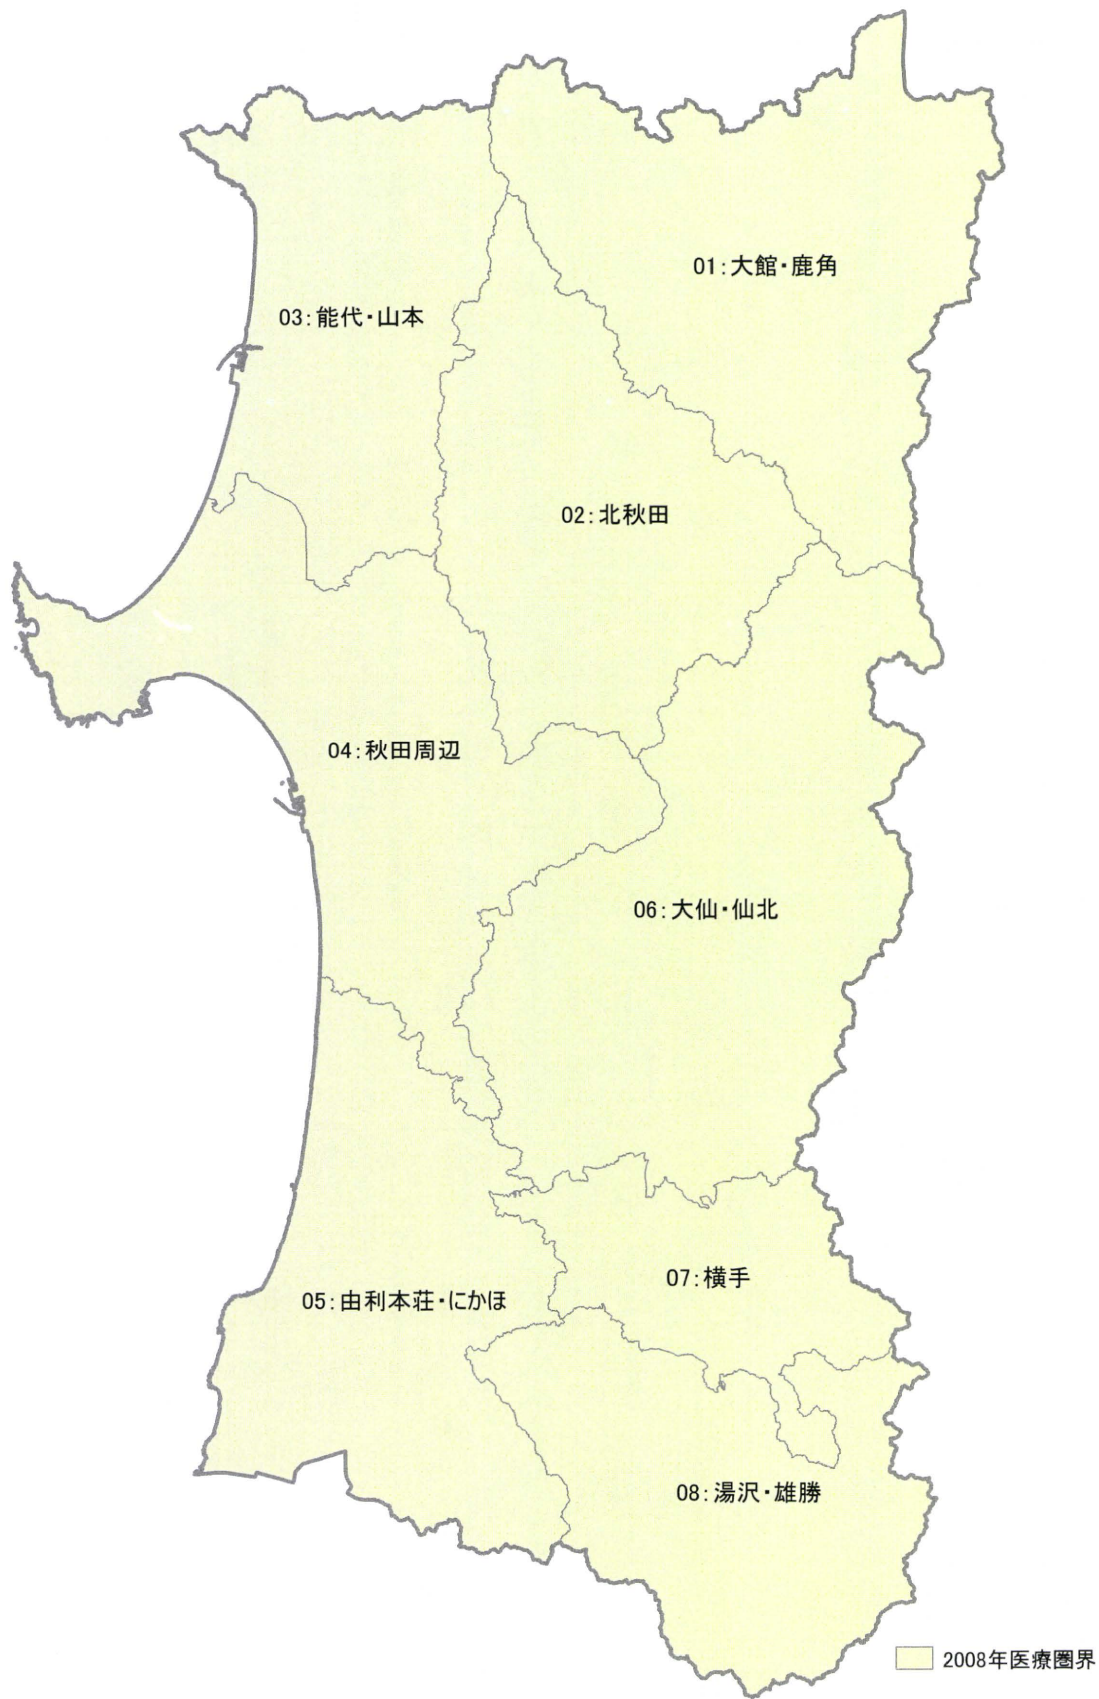 01:大館・鹿角
03:能代・山本
02:北秋田
04:秋田周辺
06:大仙・仙北
07:横手
05:由利本荘・にかほ
08:湯沢・雄勝
2008年医療圏界